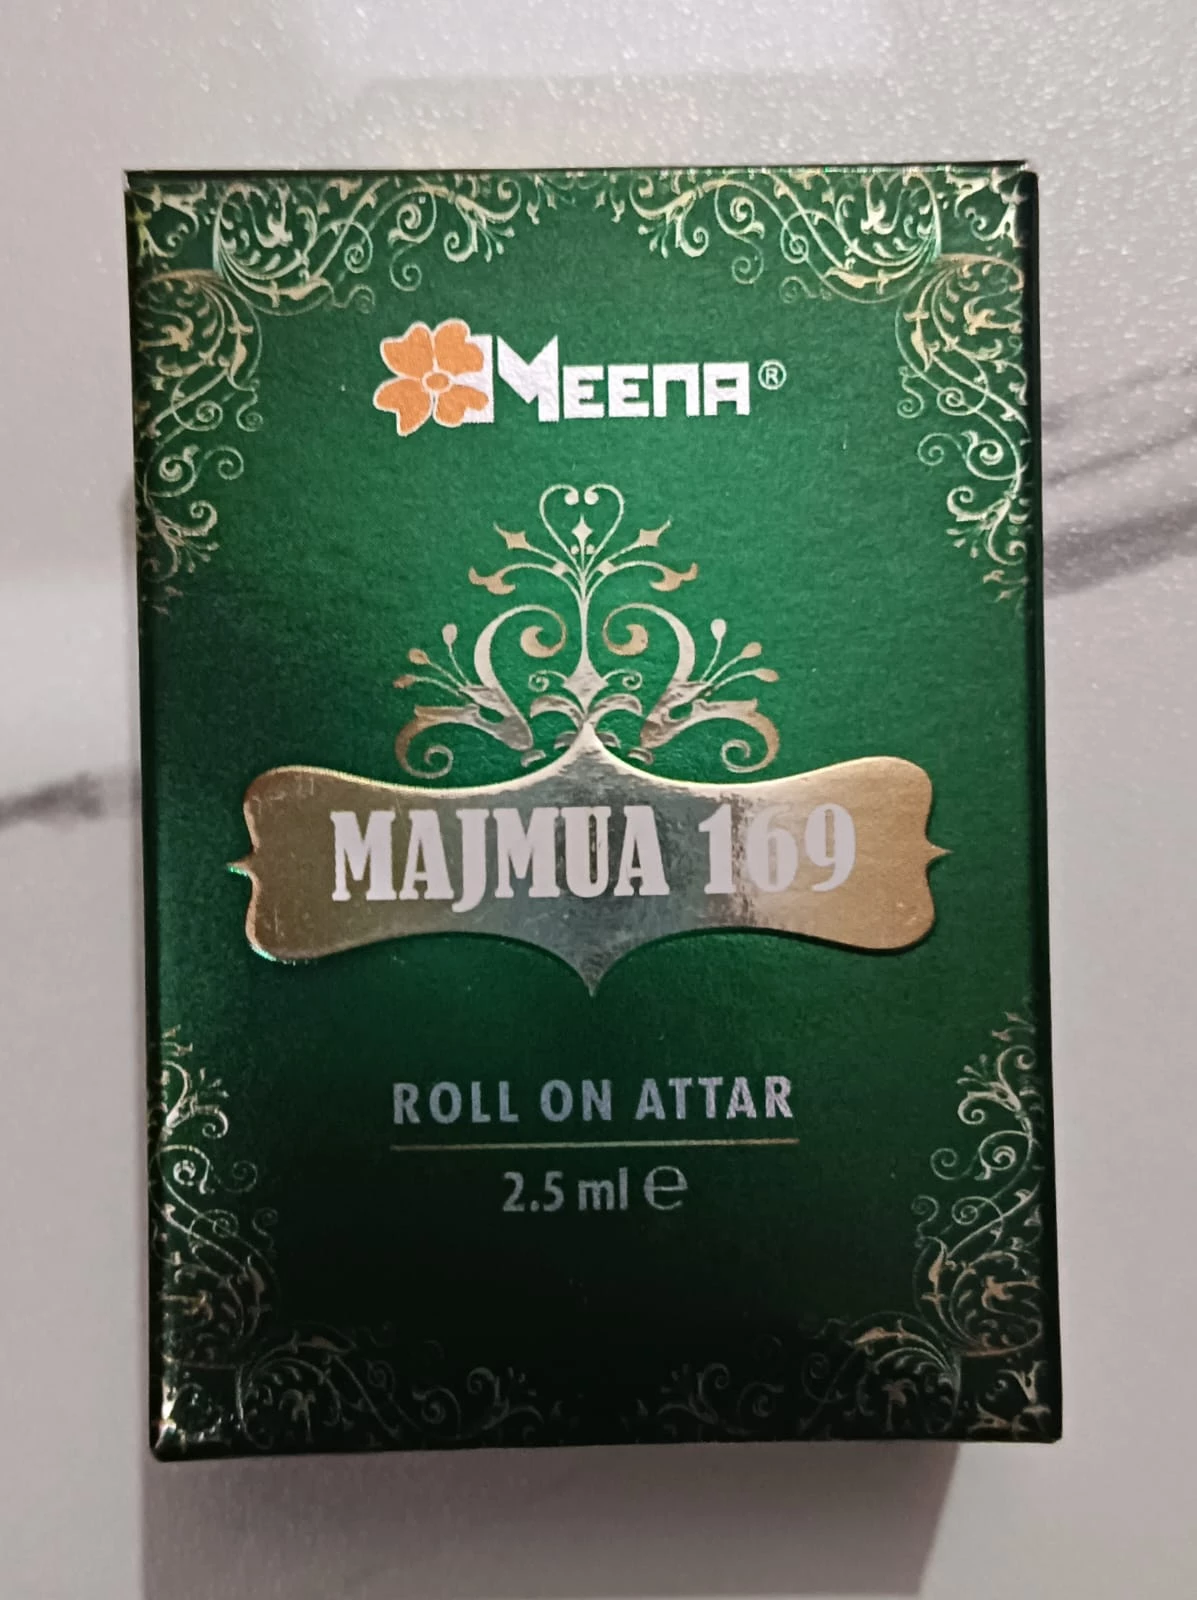 MEENA®
MAJMUA 169
ROLL ON ATTAR
2.5 ml ℮